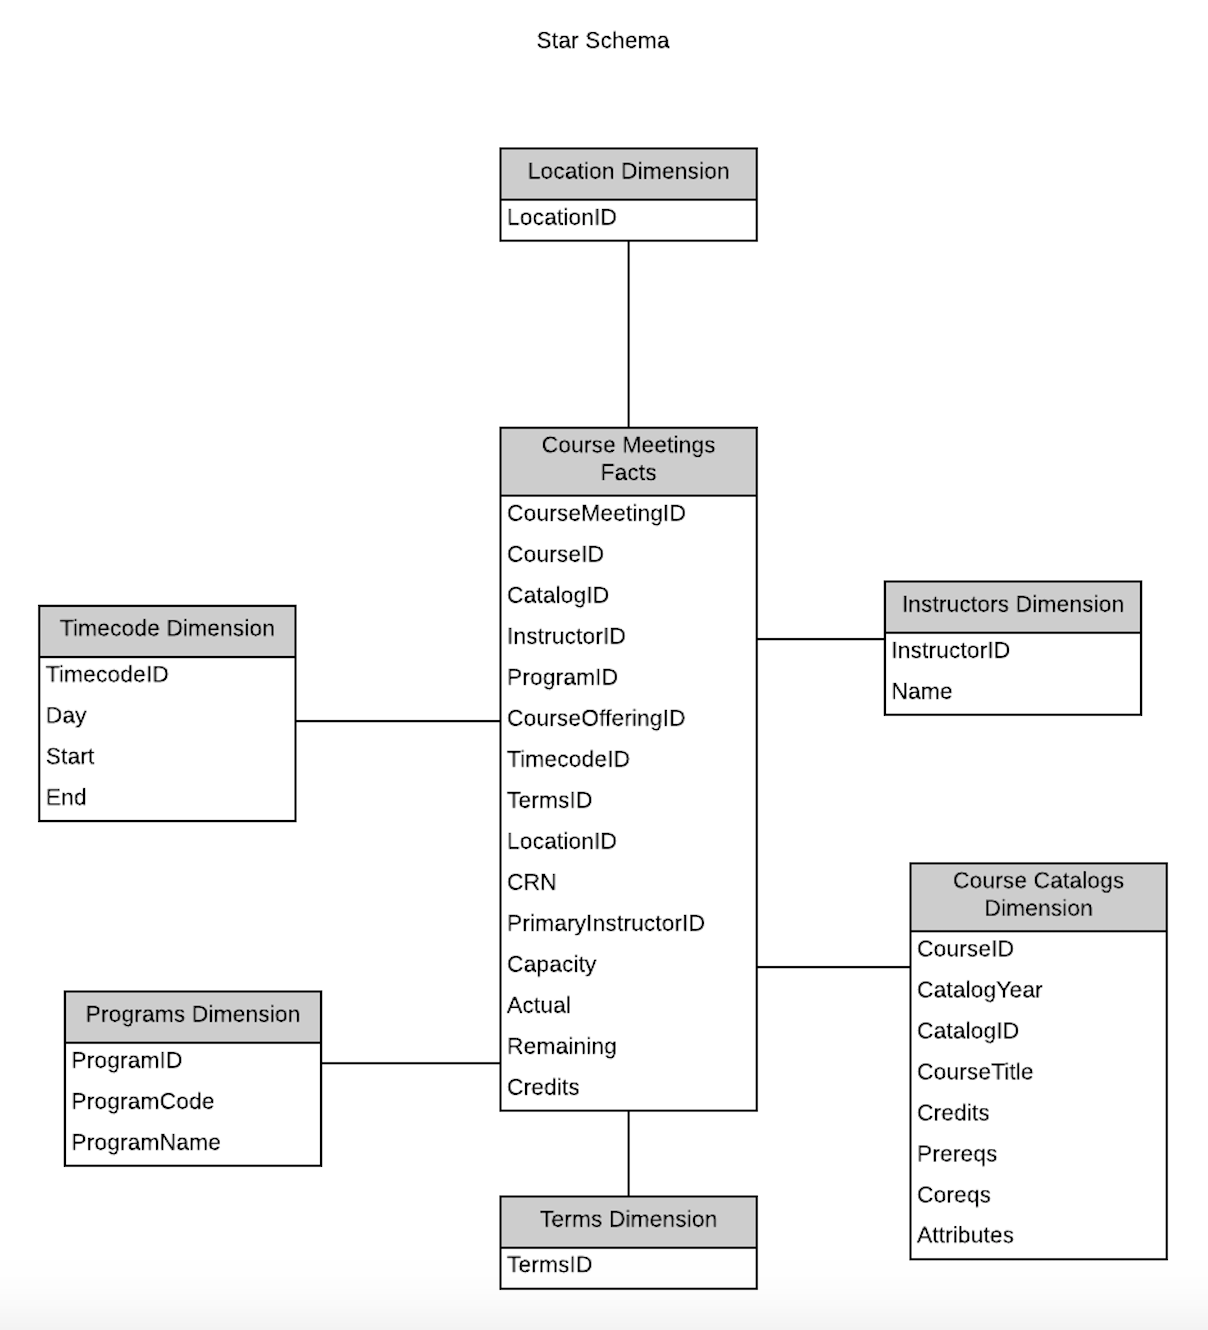 Star Schema
Location Dimension
LocationID
Course Meetings
Facts
CourseMeetingID
CourseID
CatalogID
InstructorID
ProgramID
CourseOfferingID
TimecodeID
TermsID
LocationID
CRN
PrimaryInstructorID
Capacity
Actual
Remaining
Credits
Timecode Dimension
TimecodeID
Day
Start
End
Instructors Dimension
InstructorID
Name
Course Catalogs
Dimension
CourseID
CatalogYear
CatalogID
CourseTitle
Credits
Prereqs
Coreqs
Attributes
Programs Dimension
ProgramID
ProgramCode
ProgramName
Terms Dimension
TermsID